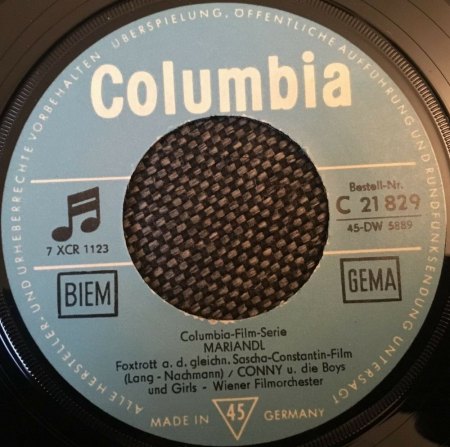 ALLE HERSTELLER- UND URHEBERRECHTE VORBEHALTEN · ÜBERSPIELUNG, ÖFFENTLICHE AUFFÜHRUNG UND RUNDFUNKSENDUNG UNTERSAGT
Columbia
Bestell-Nr.
C 21 829
45-DW 5889
7 XCR 1123
BIEM
GEMA
Columbia-Film-Serie
MARIANDL
Foxtrott a. d. gleichn. Sascha-Constantin-Film
(Lang - Nachmann) / CONNY u. die Boys
und Girls - Wiener Filmorchester
MADE IN 45 GERMANY